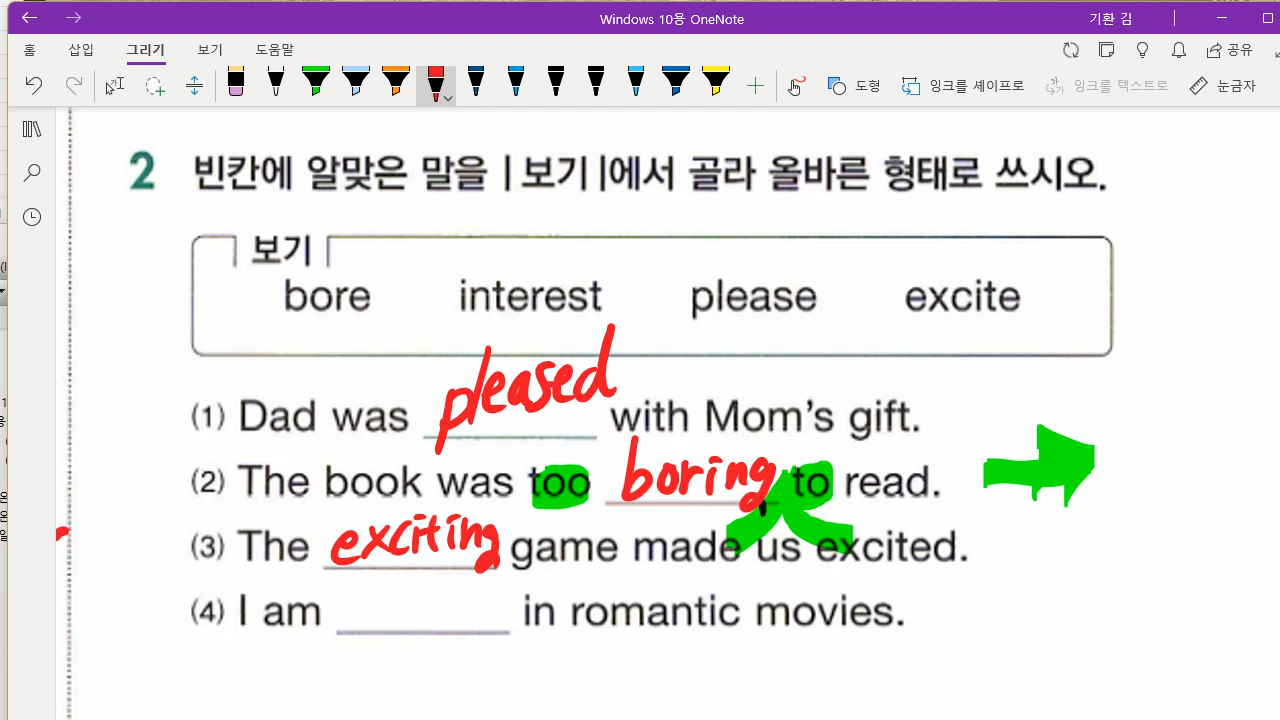 Windows 10용 OneNote 기환 김
홈 삽입 그리기 보기 도움말 공유
도형 잉크를 셰이프로 잉크를 텍스트로 눈금자
2 빈칸에 알맞은 말을 |보기|에서 골라 올바른 형태로 쓰시오.
보기
bore interest please excite
(1) Dad was pleased with Mom's gift.
(2) The book was too boring to read.
(3) The exciting game made us excited.
(4) I am in romantic movies.